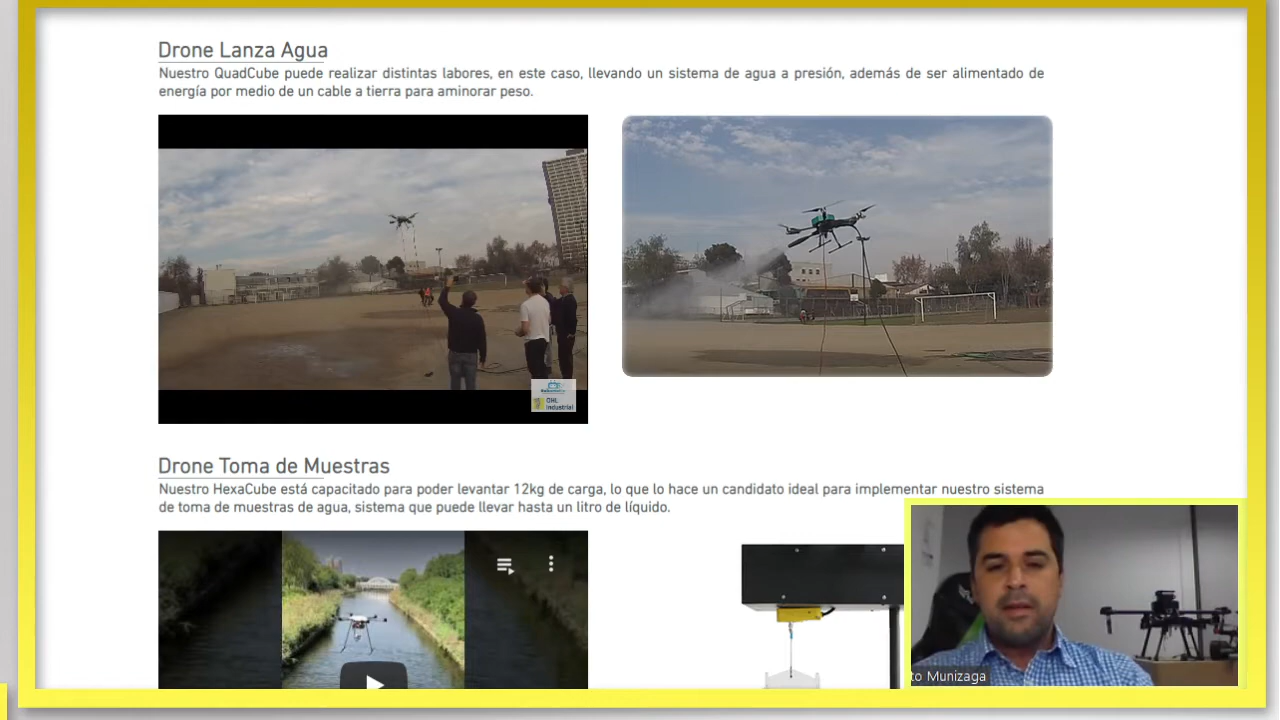 Drone Lanza Agua
Nuestro QuadCube puede realizar distintas labores, en este caso, llevando un sistema de agua a presión, además de ser alimentado de
energía por medio de un cable a tierra para aminorar peso.
OHL
Industrial
Drone Toma de Muestras
Nuestro HexaCube está capacitado para poder levantar 12kg de carga, lo que lo hace un candidato ideal para implementar nuestro sistema
de toma de muestras de agua, sistema que puede llevar hasta un litro de líquido.
to Munizaga